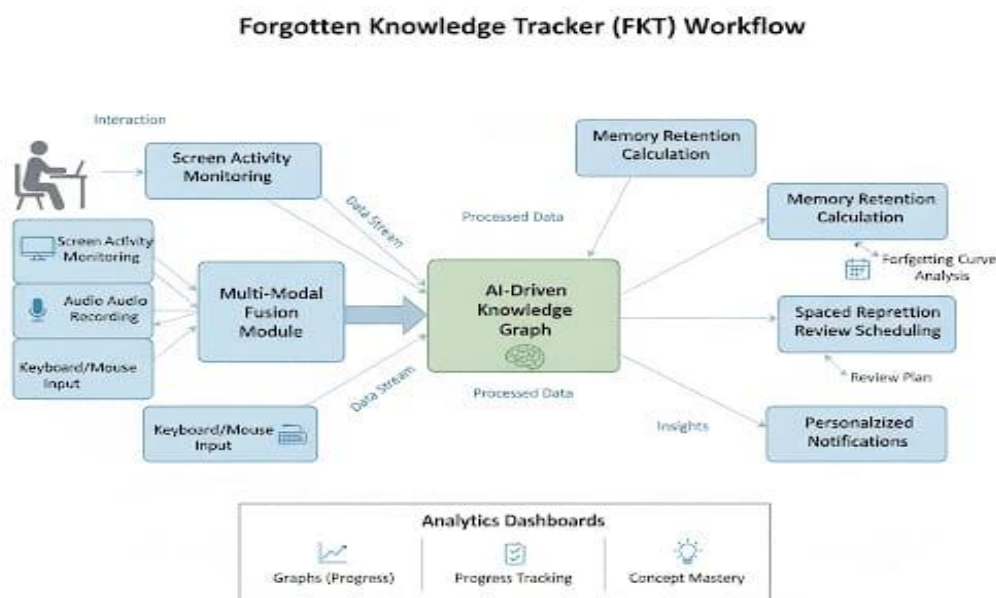 Forgotten Knowledge Tracker (FKT) Workflow
Interaction
Screen Activity
Monitoring
Memory Retention
Calculation
Data Stream
Processed Data
Memory Retention
Calculation
Forfgetting Curve
Analysis
Screen Activity
Monitoring
Audio Audio
Recording
Keyboard/Mouse
Input
Multi-Modal
Fusion
Module
AI-Driven
Knowledge
Graph
Spaced Reprettion
Review Scheduling
Review Plan
Keyboard/Mouse
Input
Data Stream
Processed Data
Insights
Personalzized
Notifications
Analytics Dashboards
Graphs (Progress)
Progress Tracking
Concept Mastery